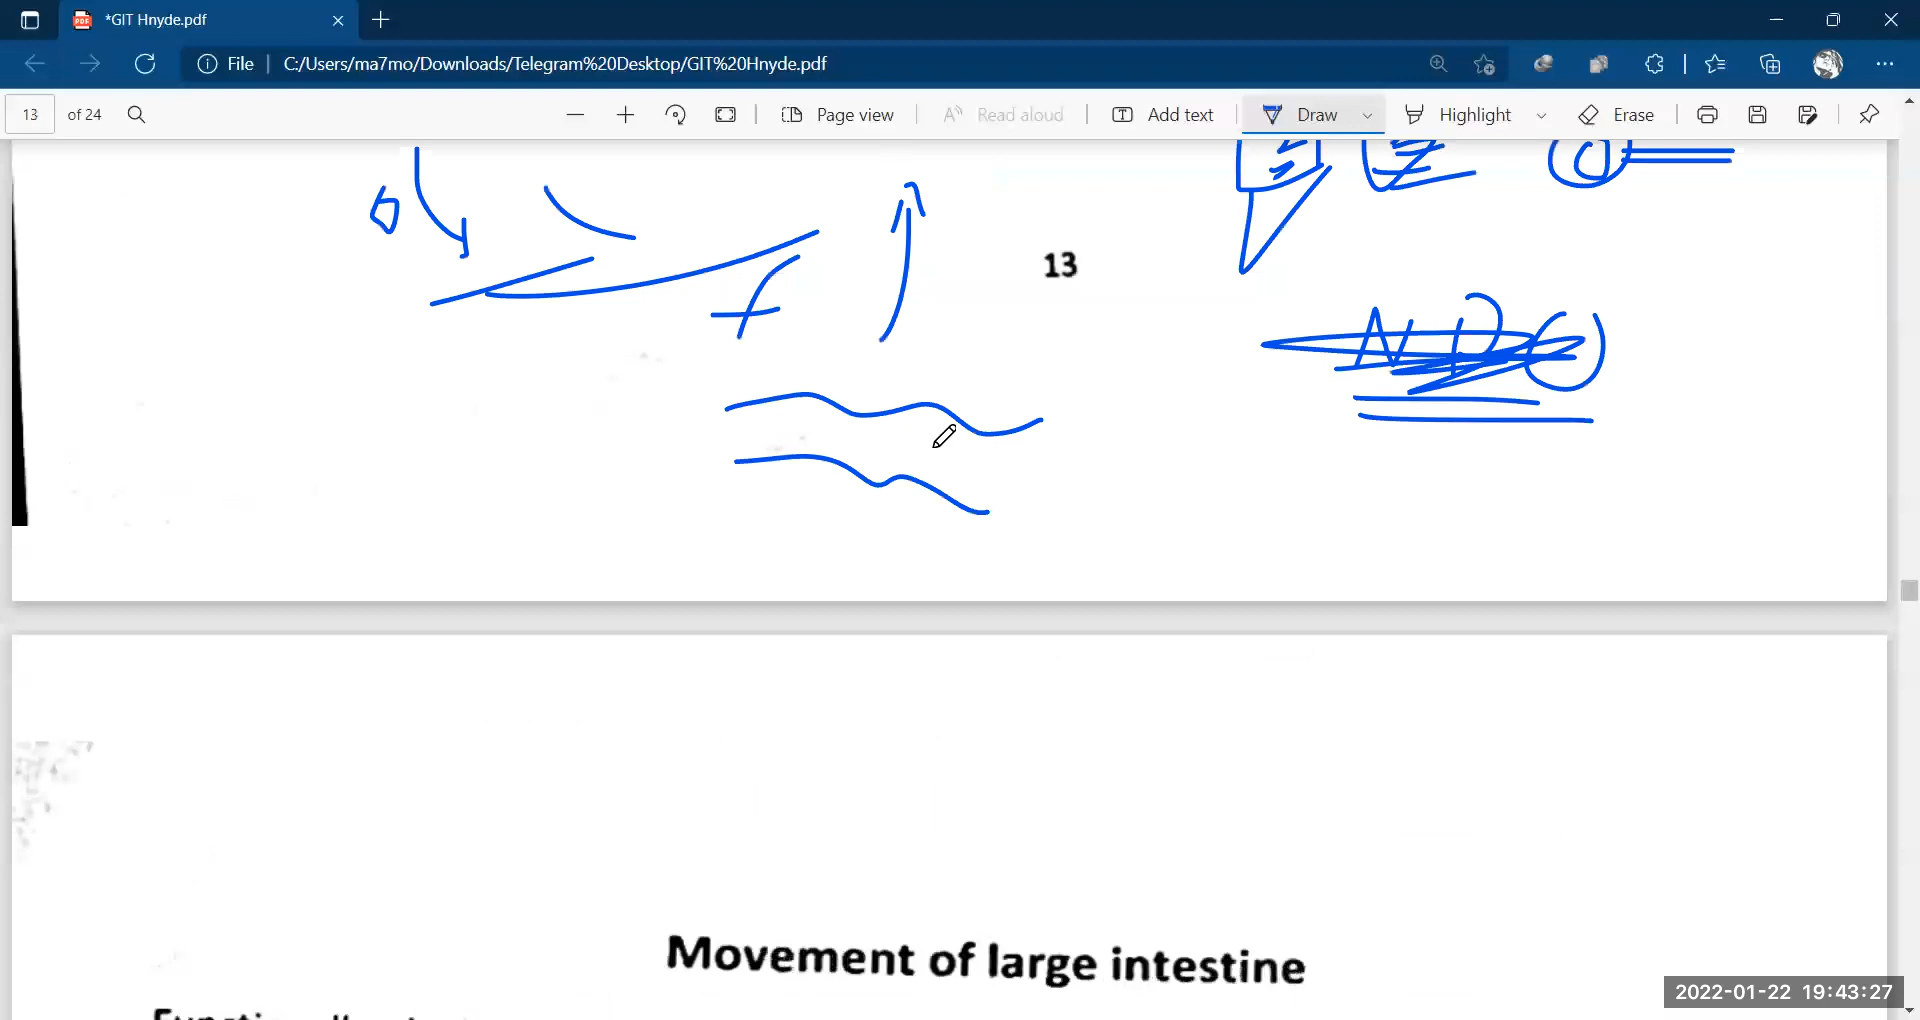 *GIT Hnyde.pdf
File
C:/Users/ma7mo/Downloads/Telegram%20Desktop/GIT%20Hnyde.pdf
13 of 24
Page view
Read aloud
Add text
Draw
Highlight
Erase
13
Movement of large intestine
2022-01-22 19:43:27